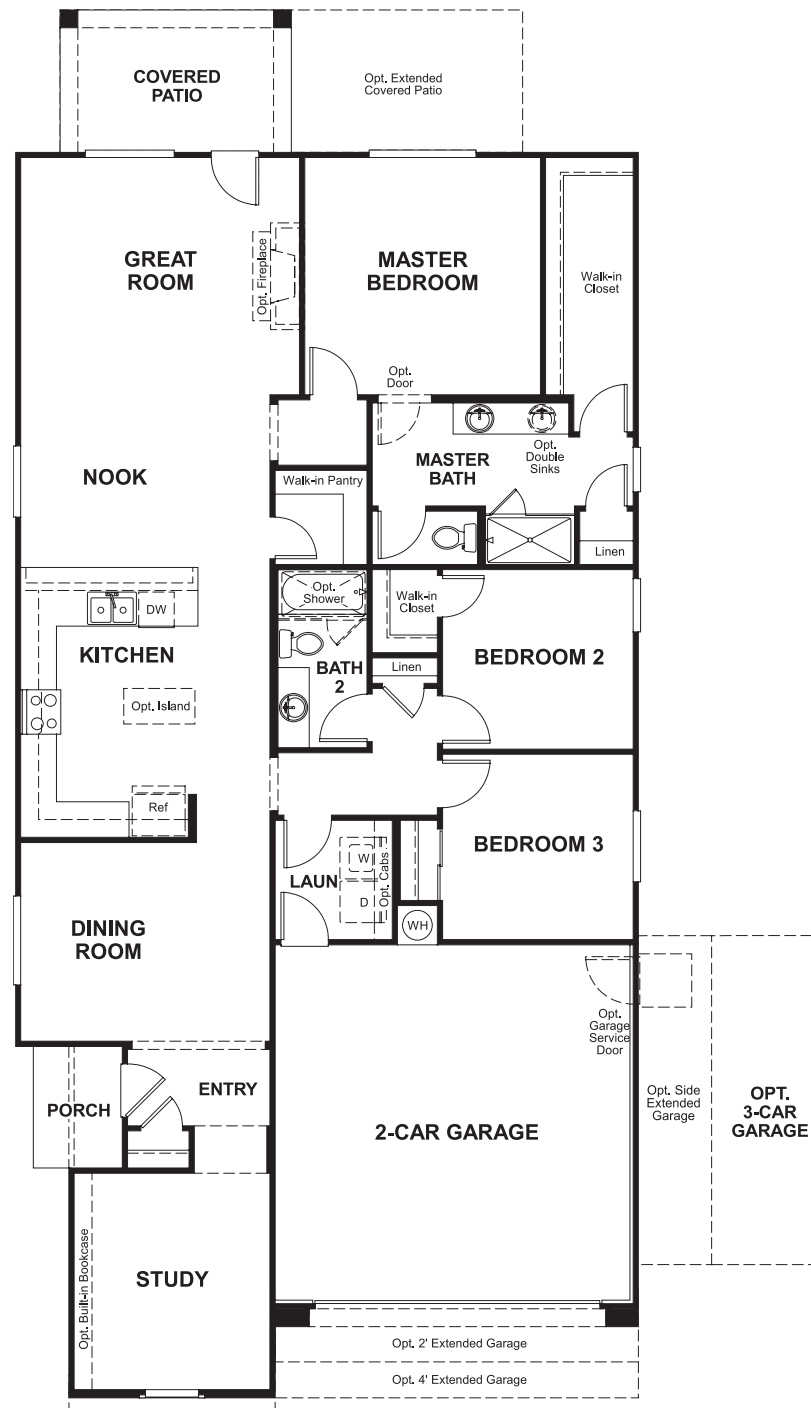 COVERED
PATIO
Opt. Extended
Covered Patio
GREAT
ROOM
Opt. Fireplace
MASTER
BEDROOM
Walk-in
Closet
Opt.
Door
MASTER
BATH
Opt.
Double
Sinks
NOOK
Walk-in Pantry
Linen
Opt.
Shower
Walk-in
Closet
DW
KITCHEN
BATH
2
Linen
BEDROOM 2
Opt. Island
Ref
BEDROOM 3
LAUN
W
D
Opt. Cabs
WH
DINING
ROOM
Opt.
Garage
Service
Door
PORCH
ENTRY
2-CAR GARAGE
Opt. Side
Extended
Garage
OPT.
3-CAR
GARAGE
Opt. Built-in Bookcase
STUDY
Opt. 2' Extended Garage
Opt. 4' Extended Garage